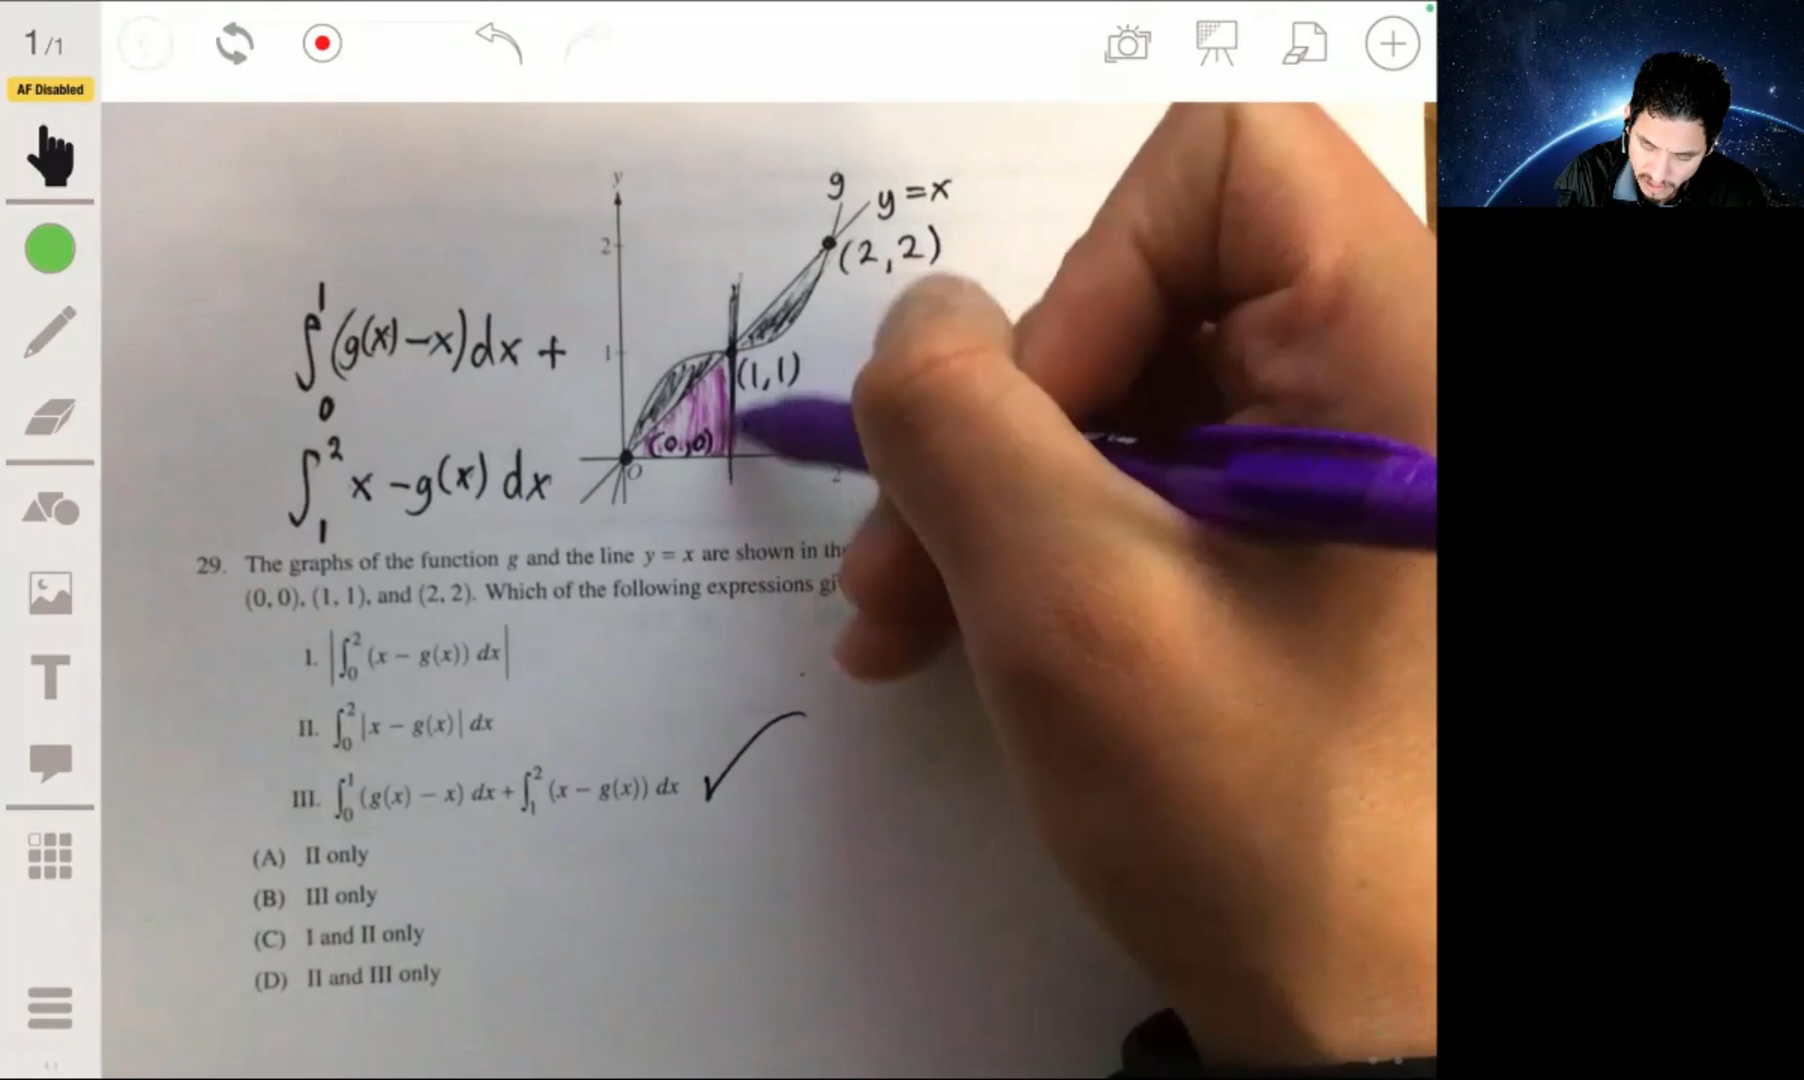 1/1
AF Disabled
y
g
y = x
2
(2,2)
1
(1,1)
(0,0)
O
2
∫₀¹ (g(x) – x) dx +
∫₁² x – g(x) dx
29. The graphs of the function g and the line y = x are shown in the
(0, 0), (1, 1), and (2, 2). Which of the following expressions
I. |∫₀² (x – g(x)) dx|
II. ∫₀² |x – g(x)| dx
III. ∫₀¹ (g(x) – x) dx + ∫₁² (x – g(x)) dx
(A) II only
(B) III only
(C) I and II only
(D) II and III only
T